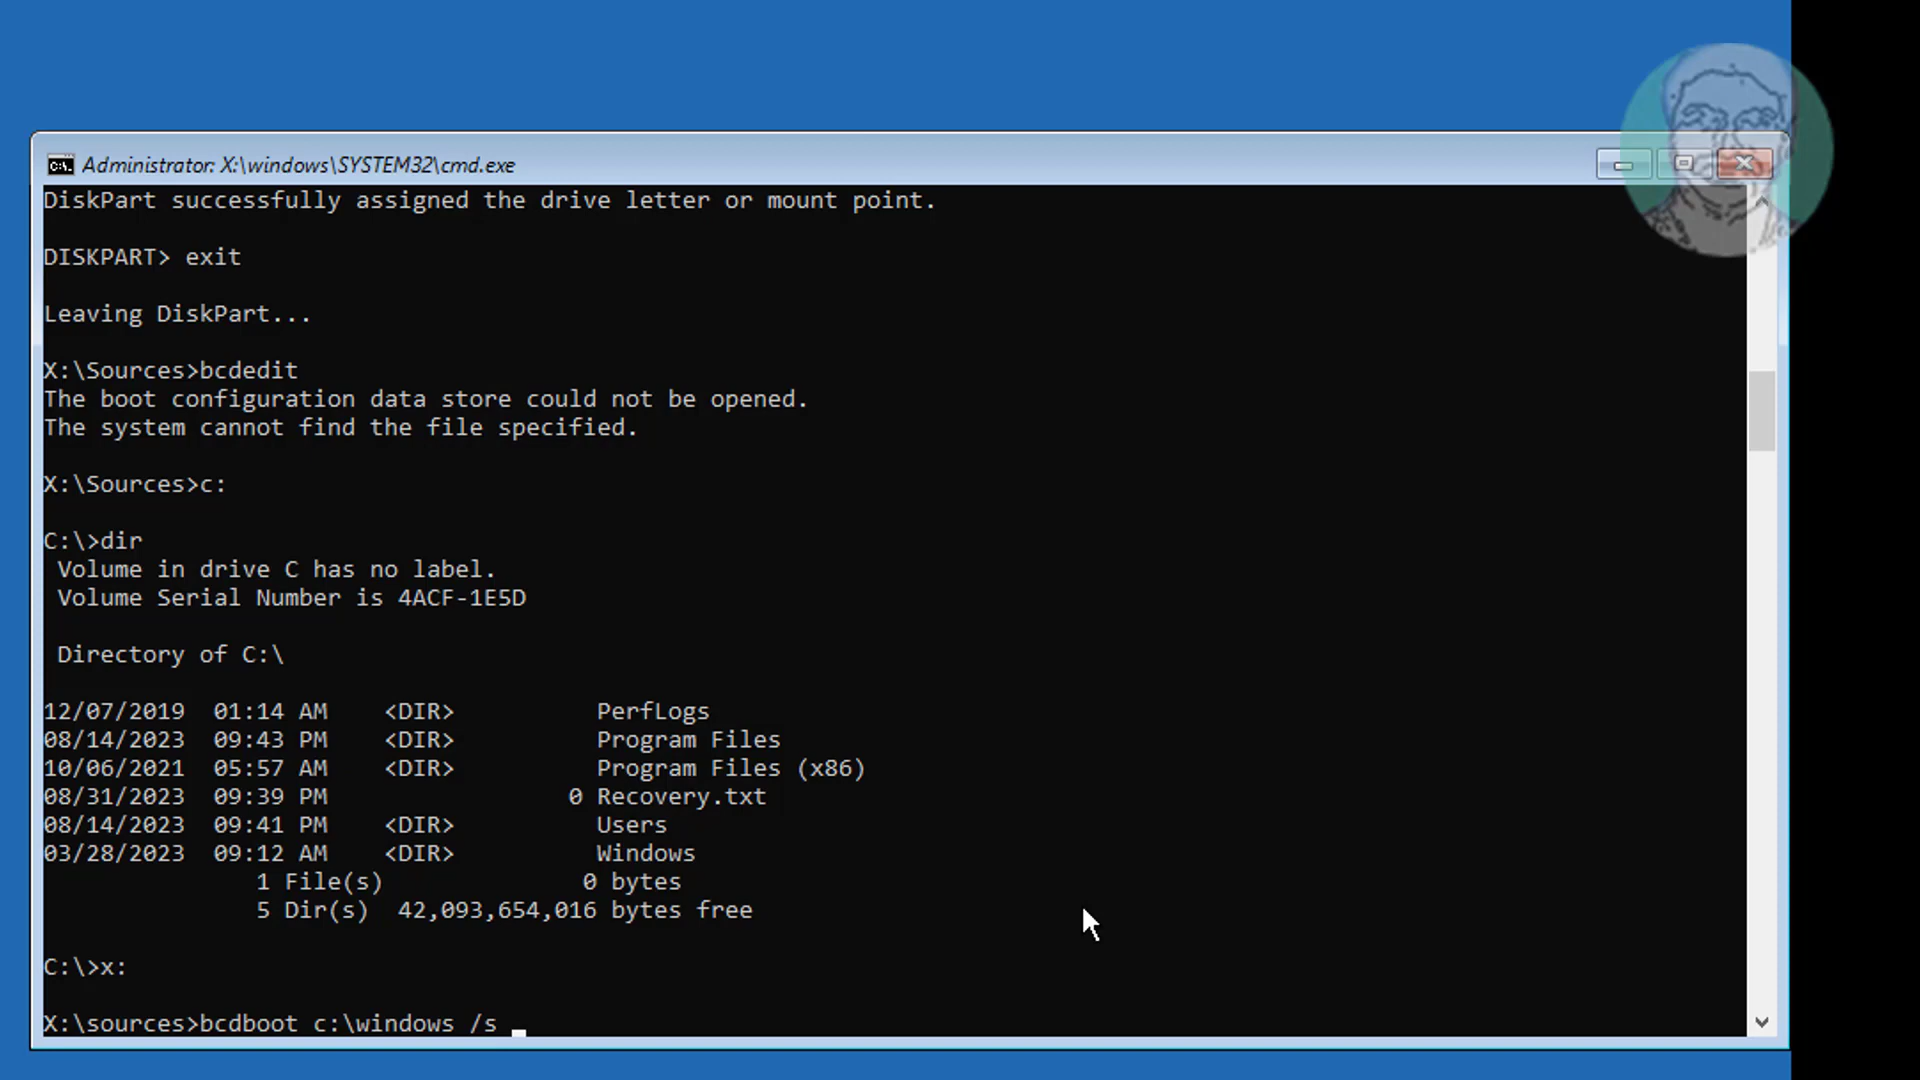 Administrator: X:\windows\SYSTEM32\cmd.exe
DiskPart successfully assigned the drive letter or mount point.
DISKPART> exit
Leaving DiskPart...
X:\Sources>bcdedit
The boot configuration data store could not be opened.
The system cannot find the file specified.
X:\Sources>c:
C:\>dir
 Volume in drive C has no label.
 Volume Serial Number is 4ACF-1E5D
 Directory of C:\
12/07/2019  01:14 AM    <DIR>          PerfLogs
08/14/2023  09:43 PM    <DIR>          Program Files
10/06/2021  05:57 AM    <DIR>          Program Files (x86)
08/31/2023  09:39 PM                 0 Recovery.txt
08/14/2023  09:41 PM    <DIR>          Users
03/28/2023  09:12 AM    <DIR>          Windows
               1 File(s)              0 bytes
               5 Dir(s)  42,093,654,016 bytes free
C:\>x:
X:\sources>bcdboot c:\windows /s